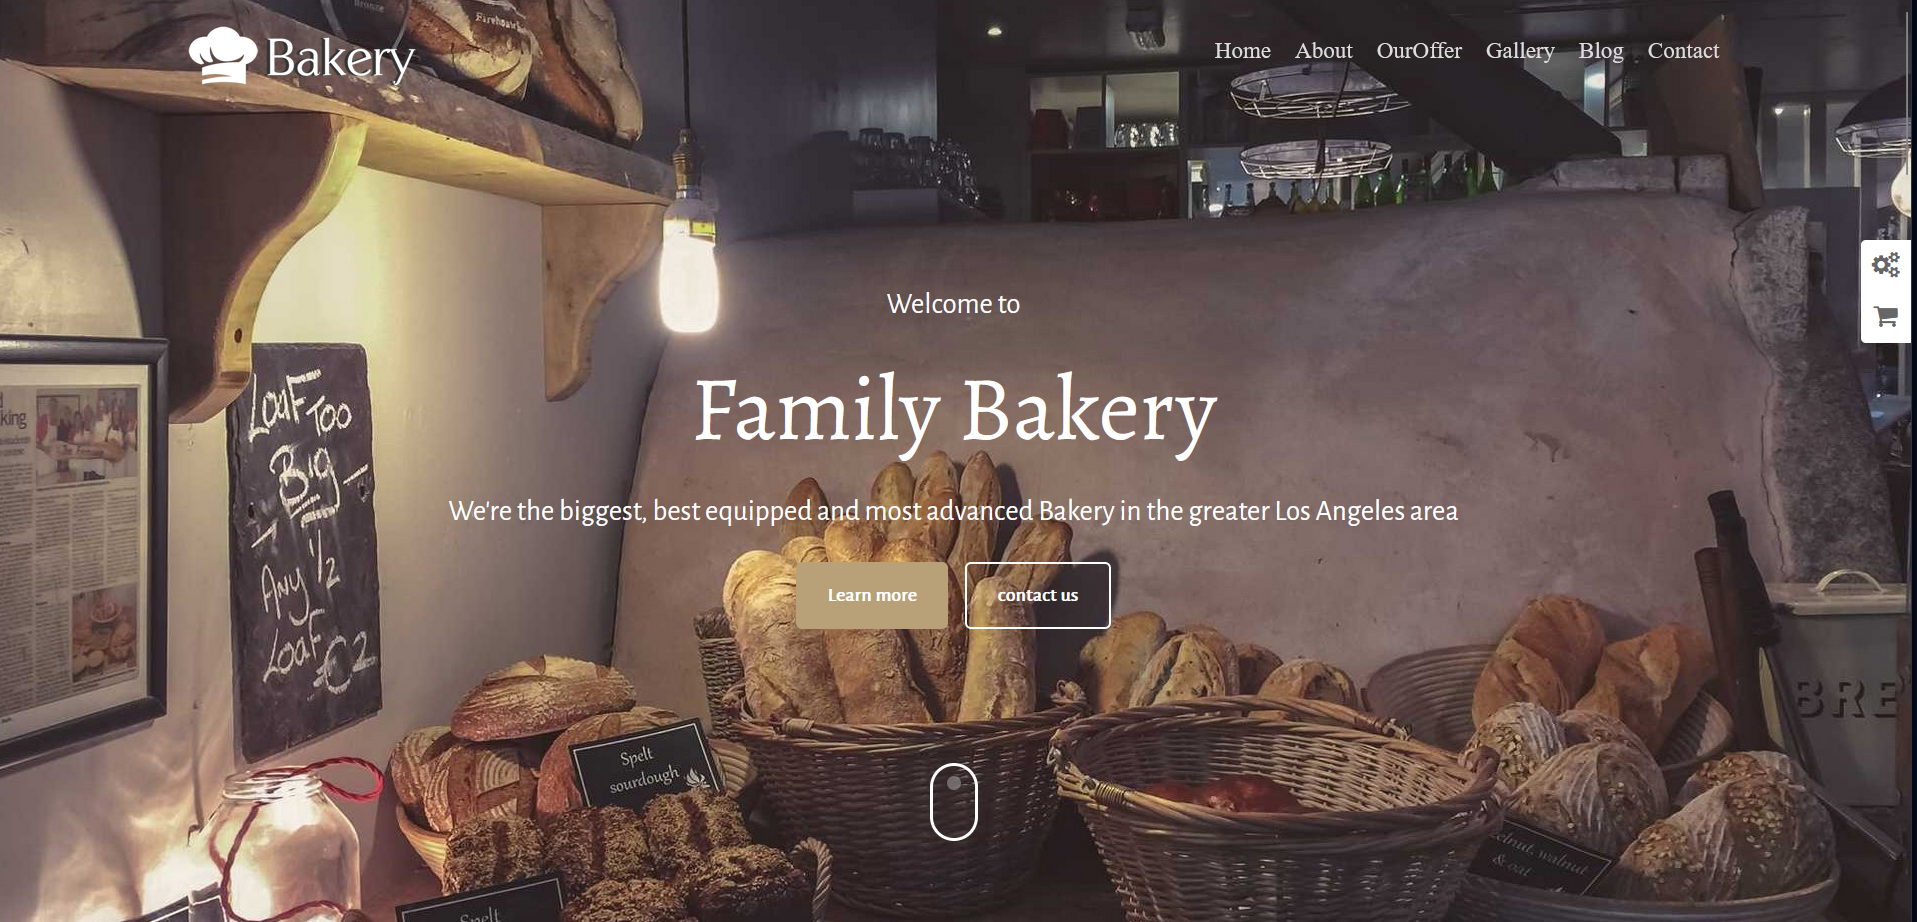 Firehouse
Bakery
Home About OurOffer Gallery Blog Contact
Welcome to
Family Bakery
We're the biggest, best equipped and most advanced Bakery in the greater Los Angeles area
Learn more
contact us
Loaf Too
Big
Any 1/2
Loaf
€2
king
BRE
Spelt
sourdough
walnut
& oat
Spelt